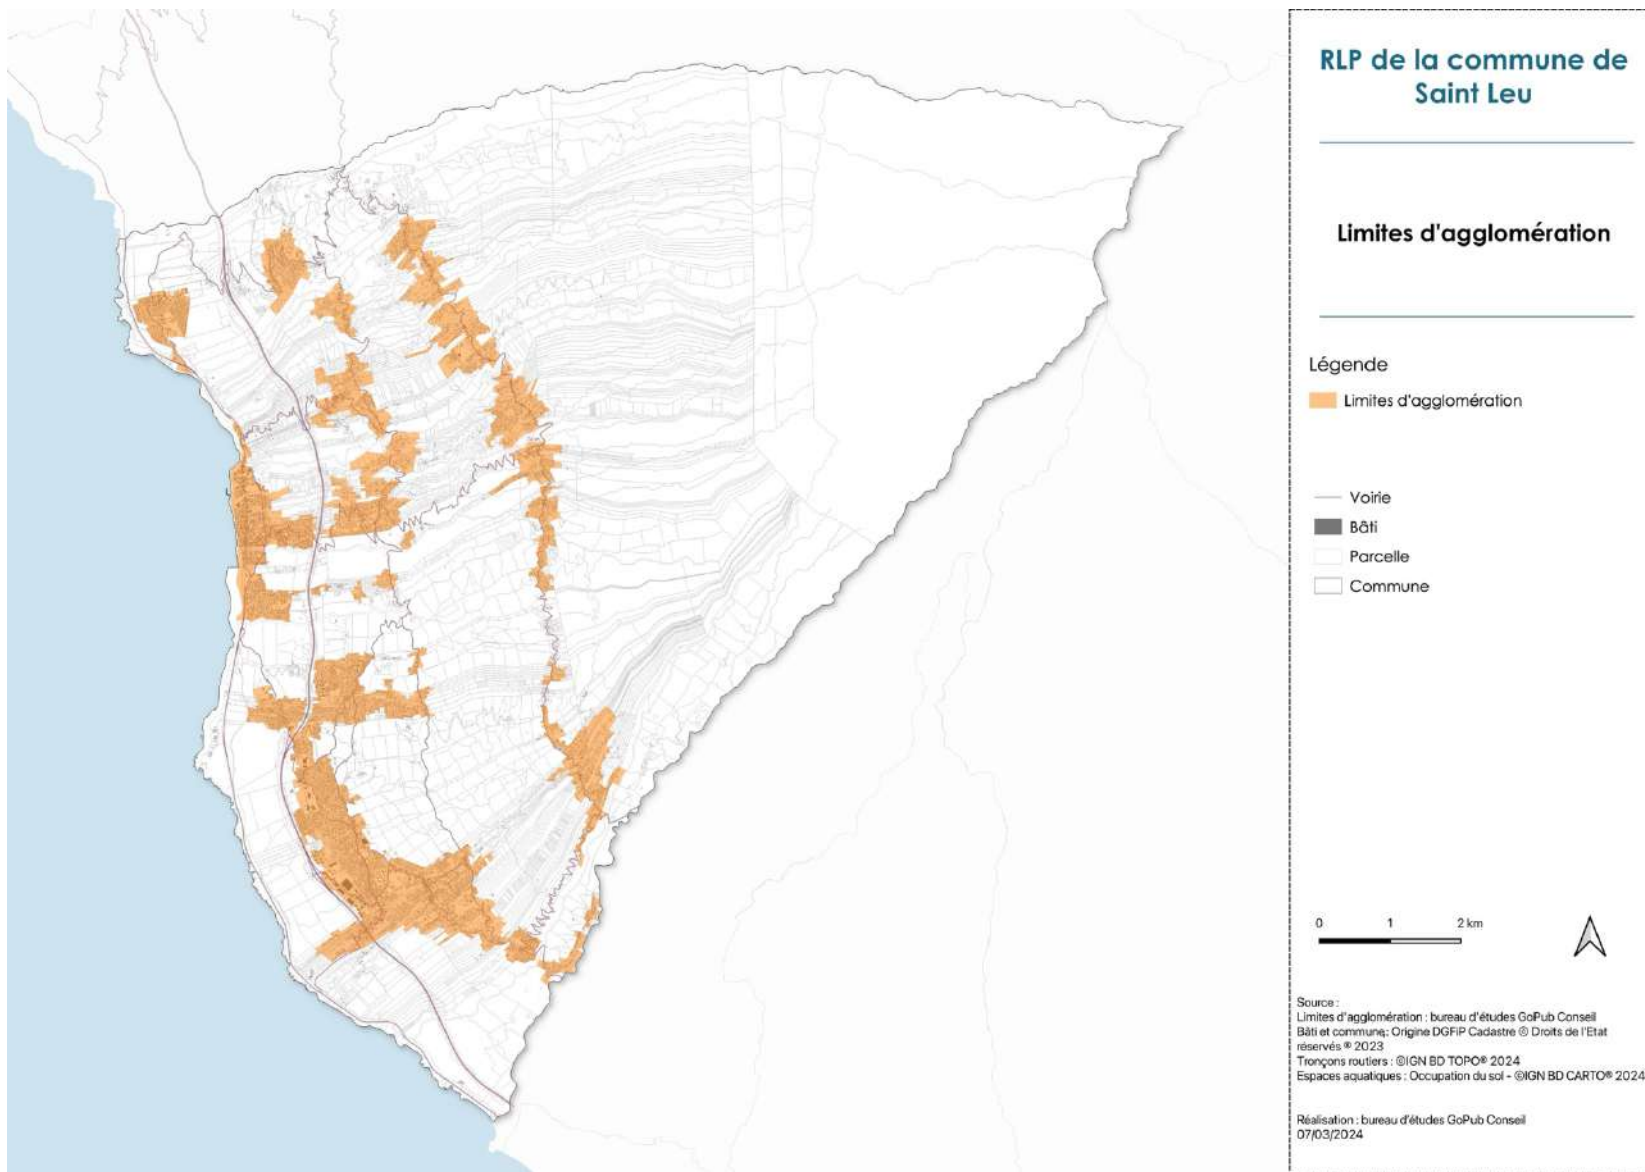 RLP de la commune de
Saint Leu
Limites d'agglomération
Légende
Limites d'agglomération
Voirie
Bâti
Parcelle
Commune
0 1 2 km
Source :
Limites d'agglomération : bureau d'études GoPub Conseil
Bâti et commune: Origine DGFiP Cadastre © Droits de l'Etat
réservés ® 2023
Tronçons routiers : ©IGN BD TOPO® 2024
Espaces aquatiques : Occupation du sol - ©IGN BD CARTO® 2024
Réalisation : bureau d'études GoPub Conseil
07/03/2024